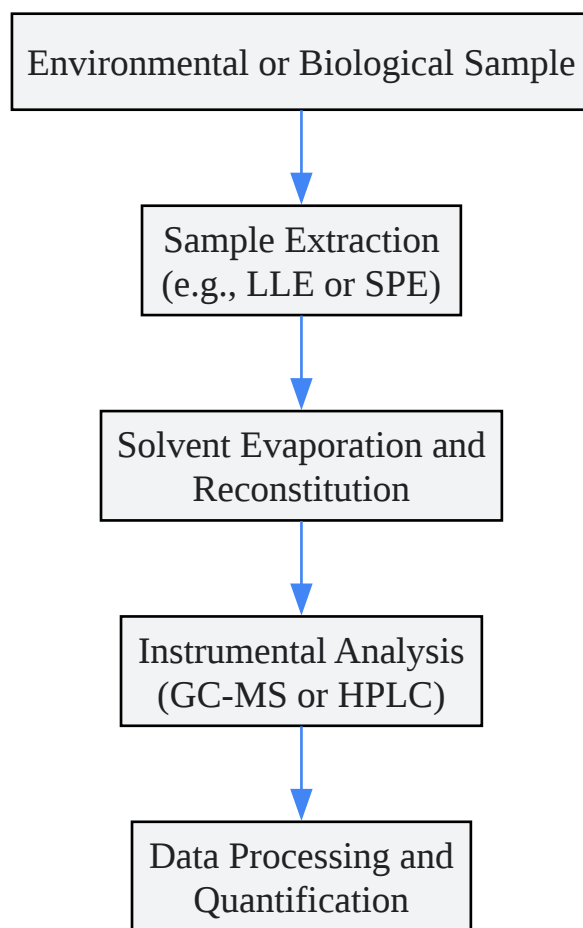 Environmental or Biological Sample
Sample Extraction
(e.g., LLE or SPE)
Solvent Evaporation and
Reconstitution
Instrumental Analysis
(GC-MS or HPLC)
Data Processing and
Quantification